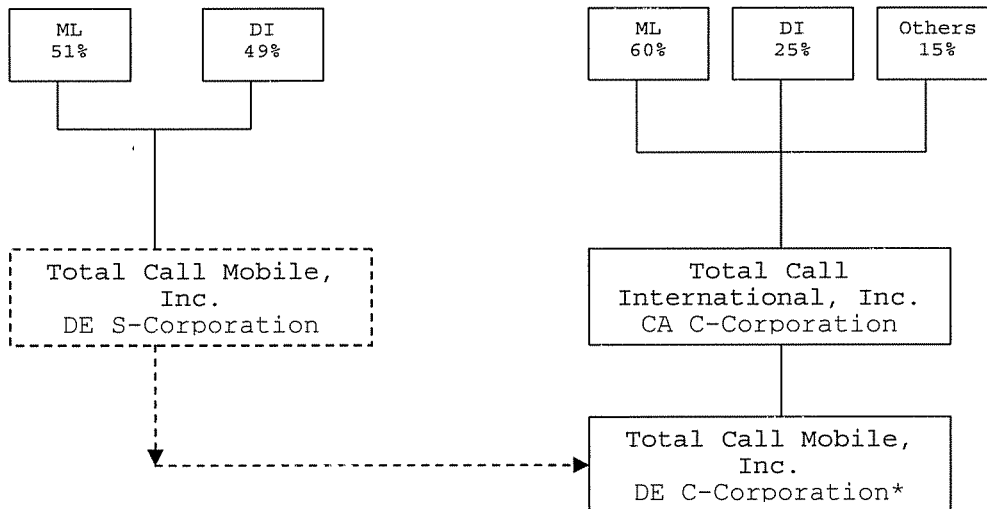 ML
51%
DI
49%
ML
60%
DI
25%
Others
15%
Total Call Mobile,
Inc.
DE S-Corporation
Total Call
International, Inc.
CA C-Corporation
Total Call Mobile,
Inc.
DE C-Corporation*